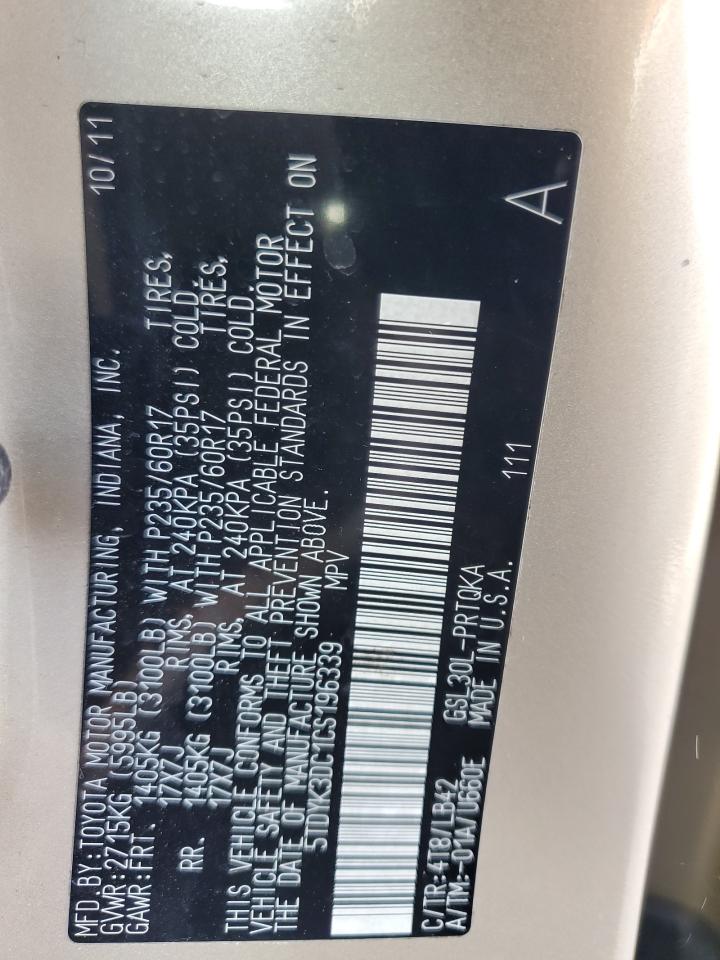 MFD. BY: TOYOTA MOTOR MANUFACTURING, INDIANA, INC. 10/11
GVWR: 2715KG (5995LB)
GAWR: FRT. 1405KG (3100LB) WITH P235/60R17 TIRES,
17X7J RIMS, AT 240KPA (35PSI) COLD.
RR. 1405KG (3100LB) WITH P235/60R17 TIRES,
17X7J RIMS, AT 240KPA (35PSI) COLD.
THIS VEHICLE CONFORMS TO ALL APPLICABLE FEDERAL MOTOR
VEHICLE SAFETY AND THEFT PREVENTION STANDARDS IN EFFECT ON
THE DATE OF MANUFACTURE SHOWN ABOVE.
5TDYK3DC1CS196339 MPV
C/TR: 4T8/LB42 GSL30L-PRTQKA 111
A/TM: -01A/U660E MADE IN U.S.A. A